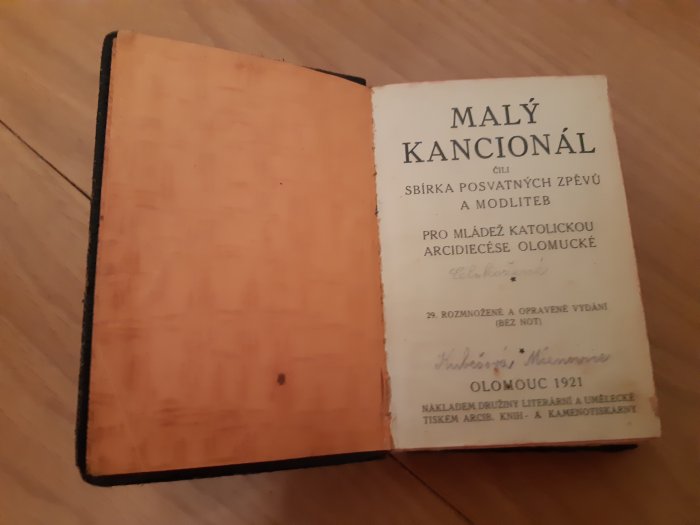 MALÝ
KANCIONÁL
ČILI
SBÍRKA POSVATNÝCH ZPĚVŮ
A MODLITEB
PRO MLÁDEŽ KATOLICKOU
ARCIDIECÉSE OLOMUCKÉ
29. ROZMNOŽENÉ A OPRAVENÉ VYDÁNÍ
(BEZ NOT)
OLOMOUC 1921
NÁKLADEM DRUŽINY LITERÁRNÍ A UMĚLECKÉ
TISKEM ARCIB. KNIH- A KAMENOTISKÁRNY